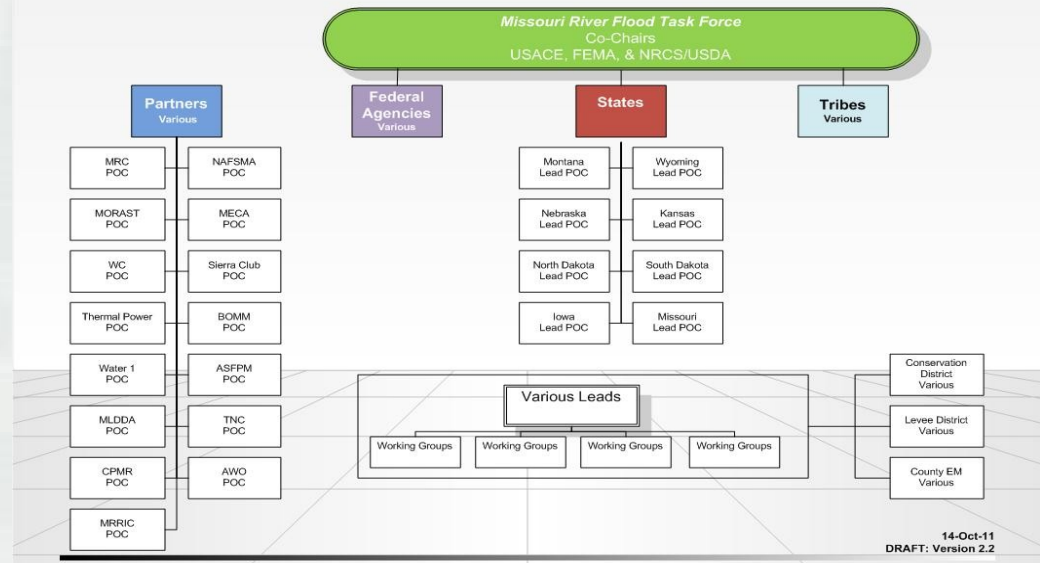 Missouri River Flood Task Force
Co-Chairs
USACE, FEMA, & NRCS/USDA
Partners
Various
Federal
Agencies
Various
States
Tribes
Various
MRC
POC
NAFSMA
POC
MORAST
POC
MECA
POC
WC
POC
Sierra Club
POC
Thermal Power
POC
BOMM
POC
Water 1
POC
ASFPM
POC
MLDDA
POC
TNC
POC
CPMR
POC
AWO
POC
MRRIC
POC
Montana
Lead POC
Wyoming
Lead POC
Nebraska
Lead POC
Kansas
Lead POC
North Dakota
Lead POC
South Dakota
Lead POC
Iowa
Lead POC
Missouri
Lead POC
Various Leads
Working Groups
Working Groups
Working Groups
Working Groups
Conservation
District
Various
Levee District
Various
County EM
Various
14-Oct-11
DRAFT: Version 2.2